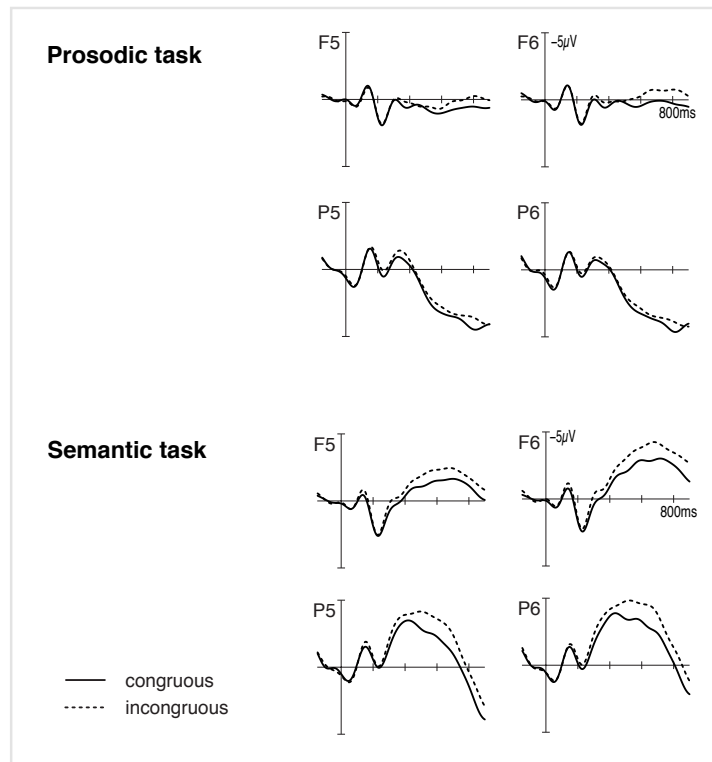 Prosodic task
F5
F6
–5µV
800ms
P5
P6
Semantic task
F5
F6
–5µV
800ms
P5
P6
congruous
incongruous